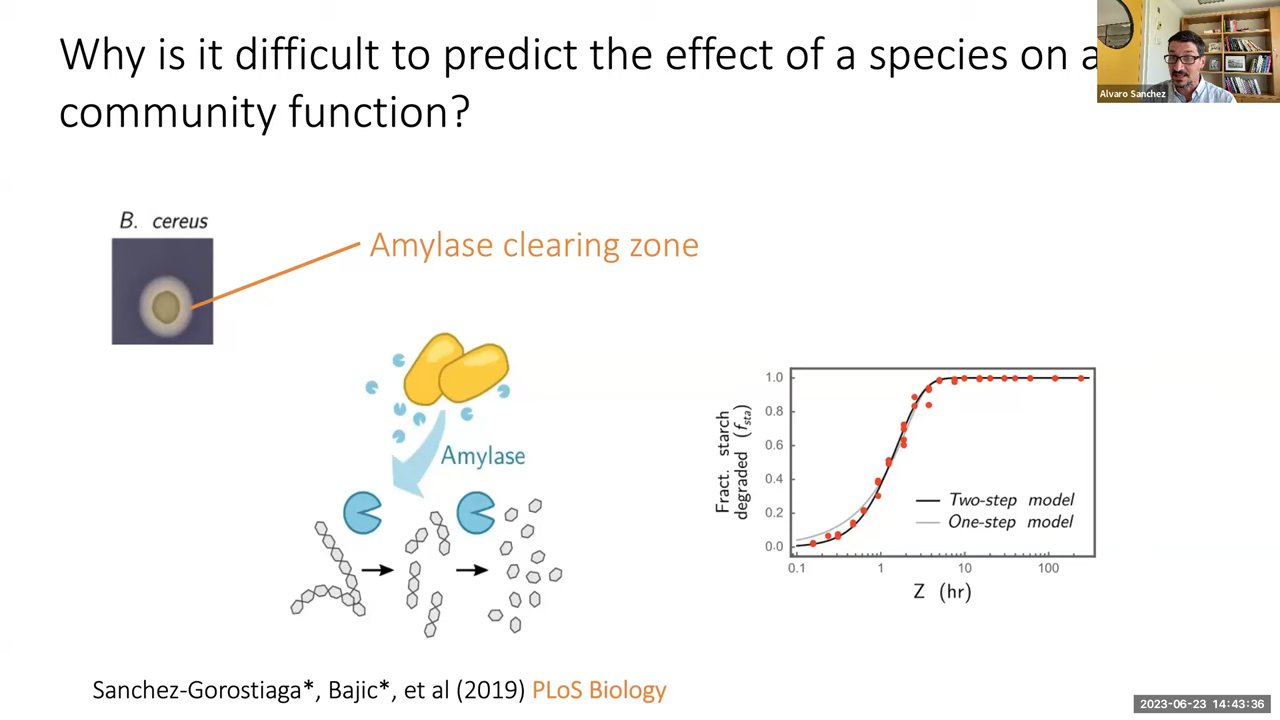 Why is it difficult to predict the effect of a species on a
community function?
Alvaro Sanchez
B. cereus
Amylase clearing zone
Amylase
Fract. starch
degraded (fsta)
1.0
0.8
0.6
0.4
0.2
0.0
Two-step model
One-step model
0.1 1 10 100
Z (hr)
Sanchez-Gorostiaga*, Bajic*, et al (2019) PLoS Biology
2023-06-23 14:43:36